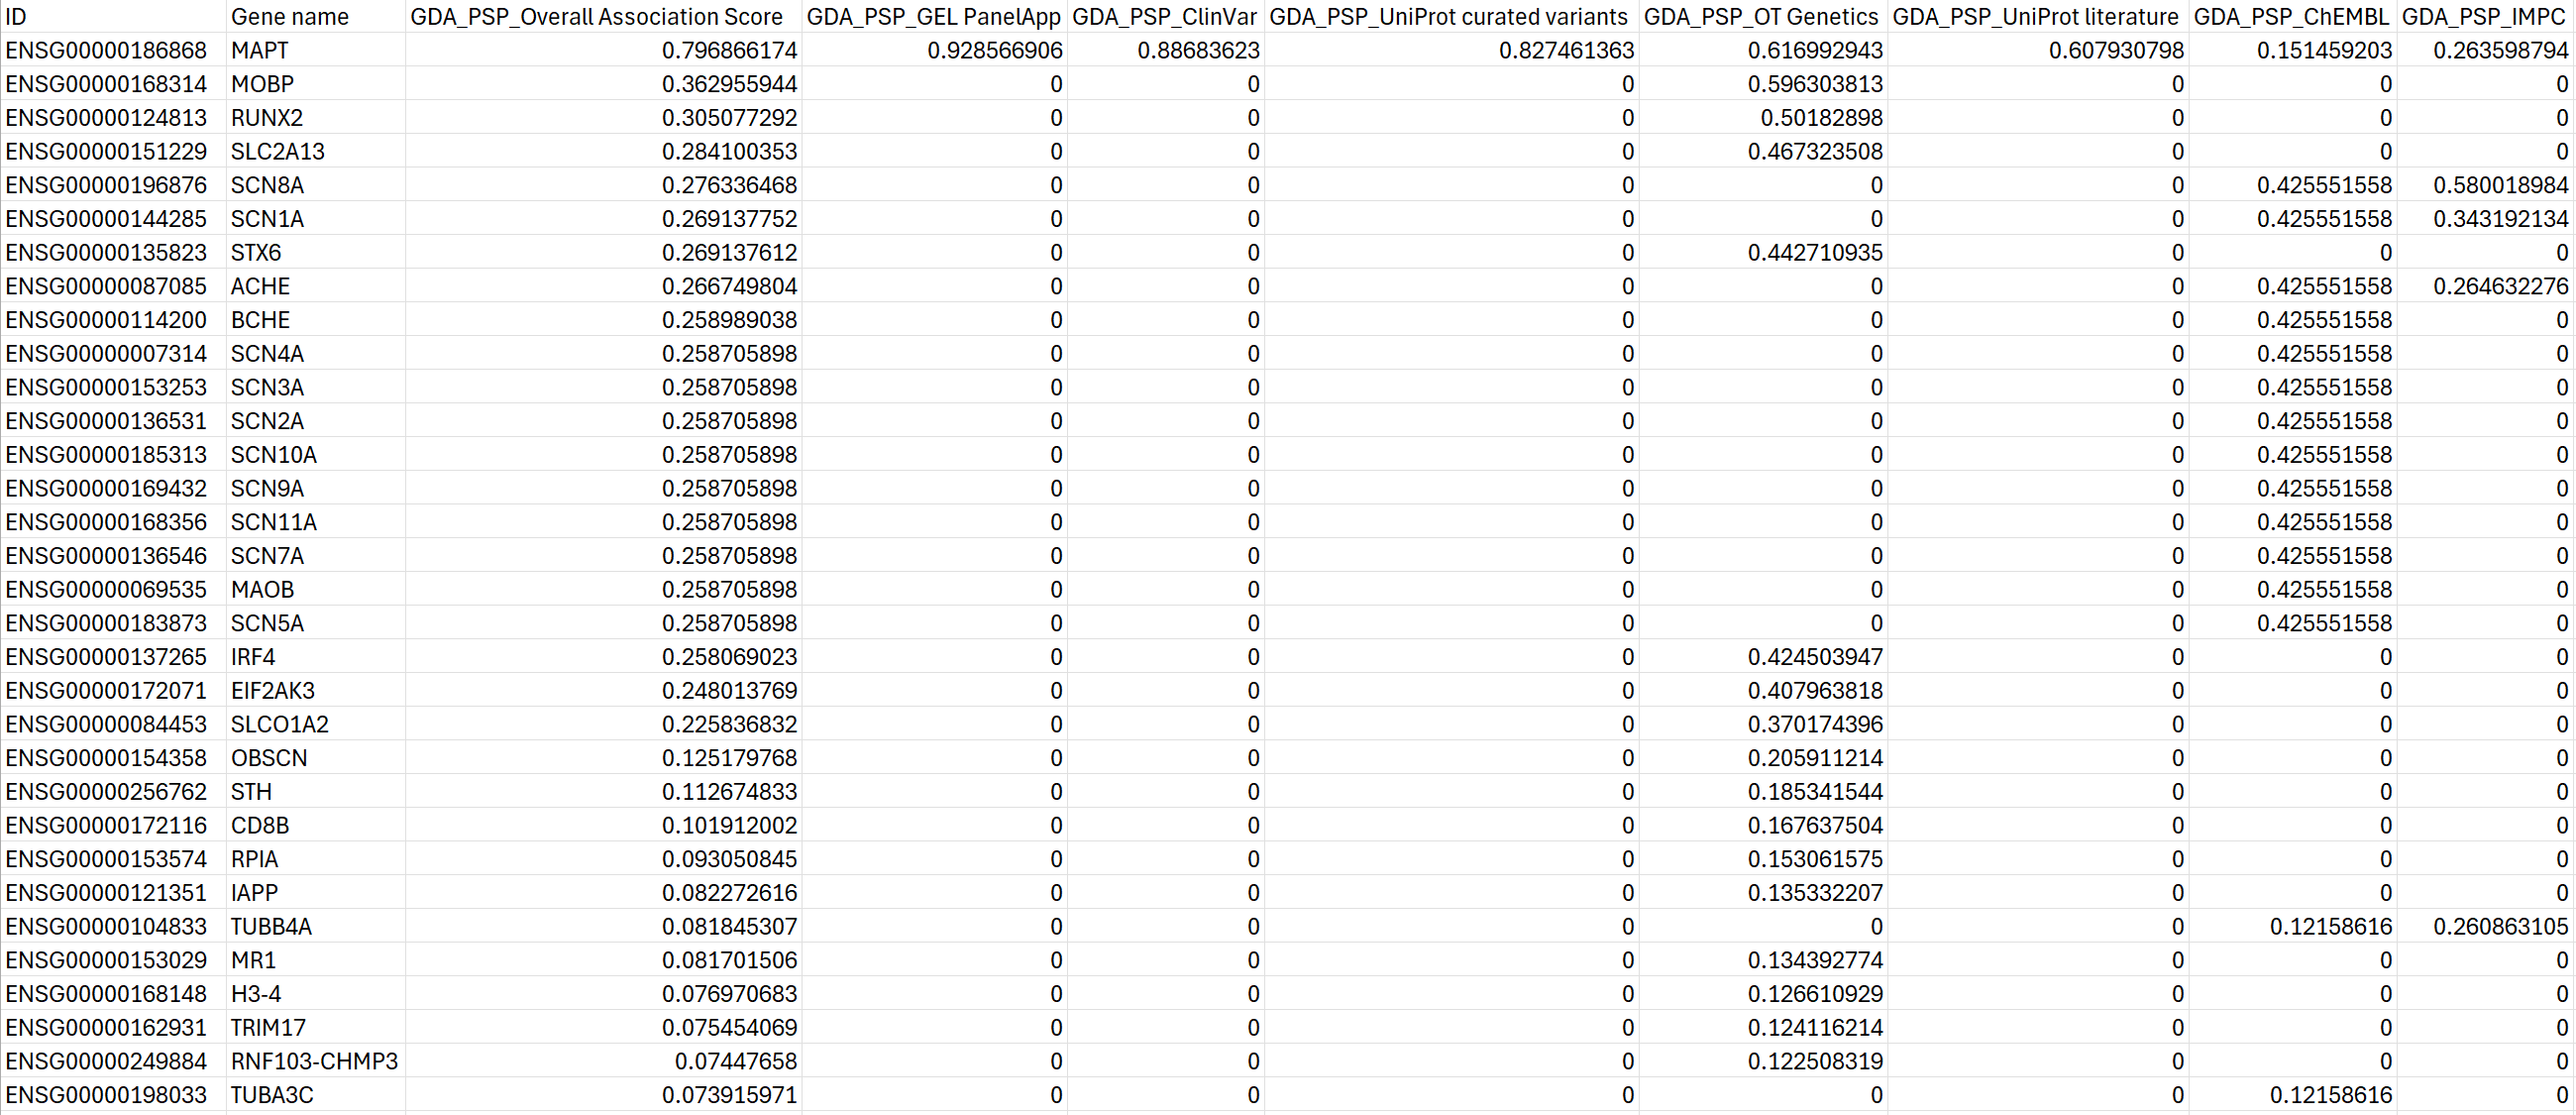 ID Gene name GDA_PSP_Overall Association Score GDA_PSP_GEL PanelApp GDA_PSP_ClinVar GDA_PSP_UniProt curated variants GDA_PSP_OT Genetics GDA_PSP_UniProt literature GDA_PSP_ChEMBL GDA_PSP_IMPC
ENSG00000186868 MAPT 0.796866174 0.928566906 0.88683623 0.827461363 0.616992943 0.607930798 0.151459203 0.263598794
ENSG00000168314 MOBP 0.362955944 0 0 0 0.596303813 0 0 0
ENSG00000124813 RUNX2 0.305077292 0 0 0 0.50182898 0 0 0
ENSG00000151229 SLC2A13 0.284100353 0 0 0 0.467323508 0 0 0
ENSG00000196876 SCN8A 0.276336468 0 0 0 0 0 0.425551558 0.580018984
ENSG00000144285 SCN1A 0.269137752 0 0 0 0 0 0.425551558 0.343192134
ENSG00000135823 STX6 0.269137612 0 0 0 0.442710935 0 0 0
ENSG00000087085 ACHE 0.266749804 0 0 0 0 0 0.425551558 0.264632276
ENSG00000114200 BCHE 0.258989038 0 0 0 0 0 0.425551558 0
ENSG00000007314 SCN4A 0.258705898 0 0 0 0 0 0.425551558 0
ENSG00000153253 SCN3A 0.258705898 0 0 0 0 0 0.425551558 0
ENSG00000136531 SCN2A 0.258705898 0 0 0 0 0 0.425551558 0
ENSG00000185313 SCN10A 0.258705898 0 0 0 0 0 0.425551558 0
ENSG00000169432 SCN9A 0.258705898 0 0 0 0 0 0.425551558 0
ENSG00000168356 SCN11A 0.258705898 0 0 0 0 0 0.425551558 0
ENSG00000136546 SCN7A 0.258705898 0 0 0 0 0 0.425551558 0
ENSG00000069535 MAOB 0.258705898 0 0 0 0 0 0.425551558 0
ENSG00000183873 SCN5A 0.258705898 0 0 0 0 0 0.425551558 0
ENSG00000137265 IRF4 0.258069023 0 0 0 0.424503947 0 0 0
ENSG00000172071 EIF2AK3 0.248013769 0 0 0 0.407963818 0 0 0
ENSG00000084453 SLCO1A2 0.225836832 0 0 0 0.370174396 0 0 0
ENSG00000154358 OBSCN 0.125179768 0 0 0 0.205911214 0 0 0
ENSG00000256762 STH 0.112674833 0 0 0 0.185341544 0 0 0
ENSG00000172116 CD8B 0.101912002 0 0 0 0.167637504 0 0 0
ENSG00000153574 RPIA 0.093050845 0 0 0 0.153061575 0 0 0
ENSG00000121351 IAPP 0.082272616 0 0 0 0.135332207 0 0 0
ENSG00000104833 TUBB4A 0.081845307 0 0 0 0 0 0.12158616 0.260863105
ENSG00000153029 MR1 0.081701506 0 0 0 0.134392774 0 0 0
ENSG00000168148 H3-4 0.076970683 0 0 0 0.126610929 0 0 0
ENSG00000162931 TRIM17 0.075454069 0 0 0 0.124116214 0 0 0
ENSG00000249884 RNF103-CHMP3 0.07447658 0 0 0 0.122508319 0 0 0
ENSG00000198033 TUBA3C 0.073915971 0 0 0 0 0 0.12158616 0